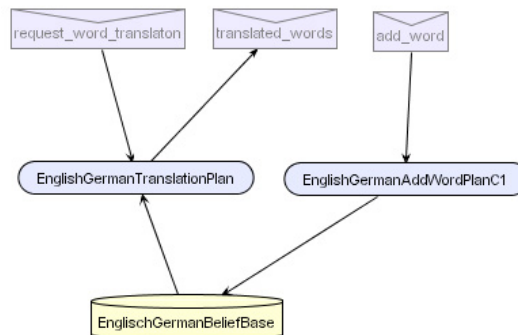 request_word_translaton
translated_words
add_word
EnglishGermanTranslationPlan
EnglishGermanAddWordPlanC1
EnglischGermanBeliefBase